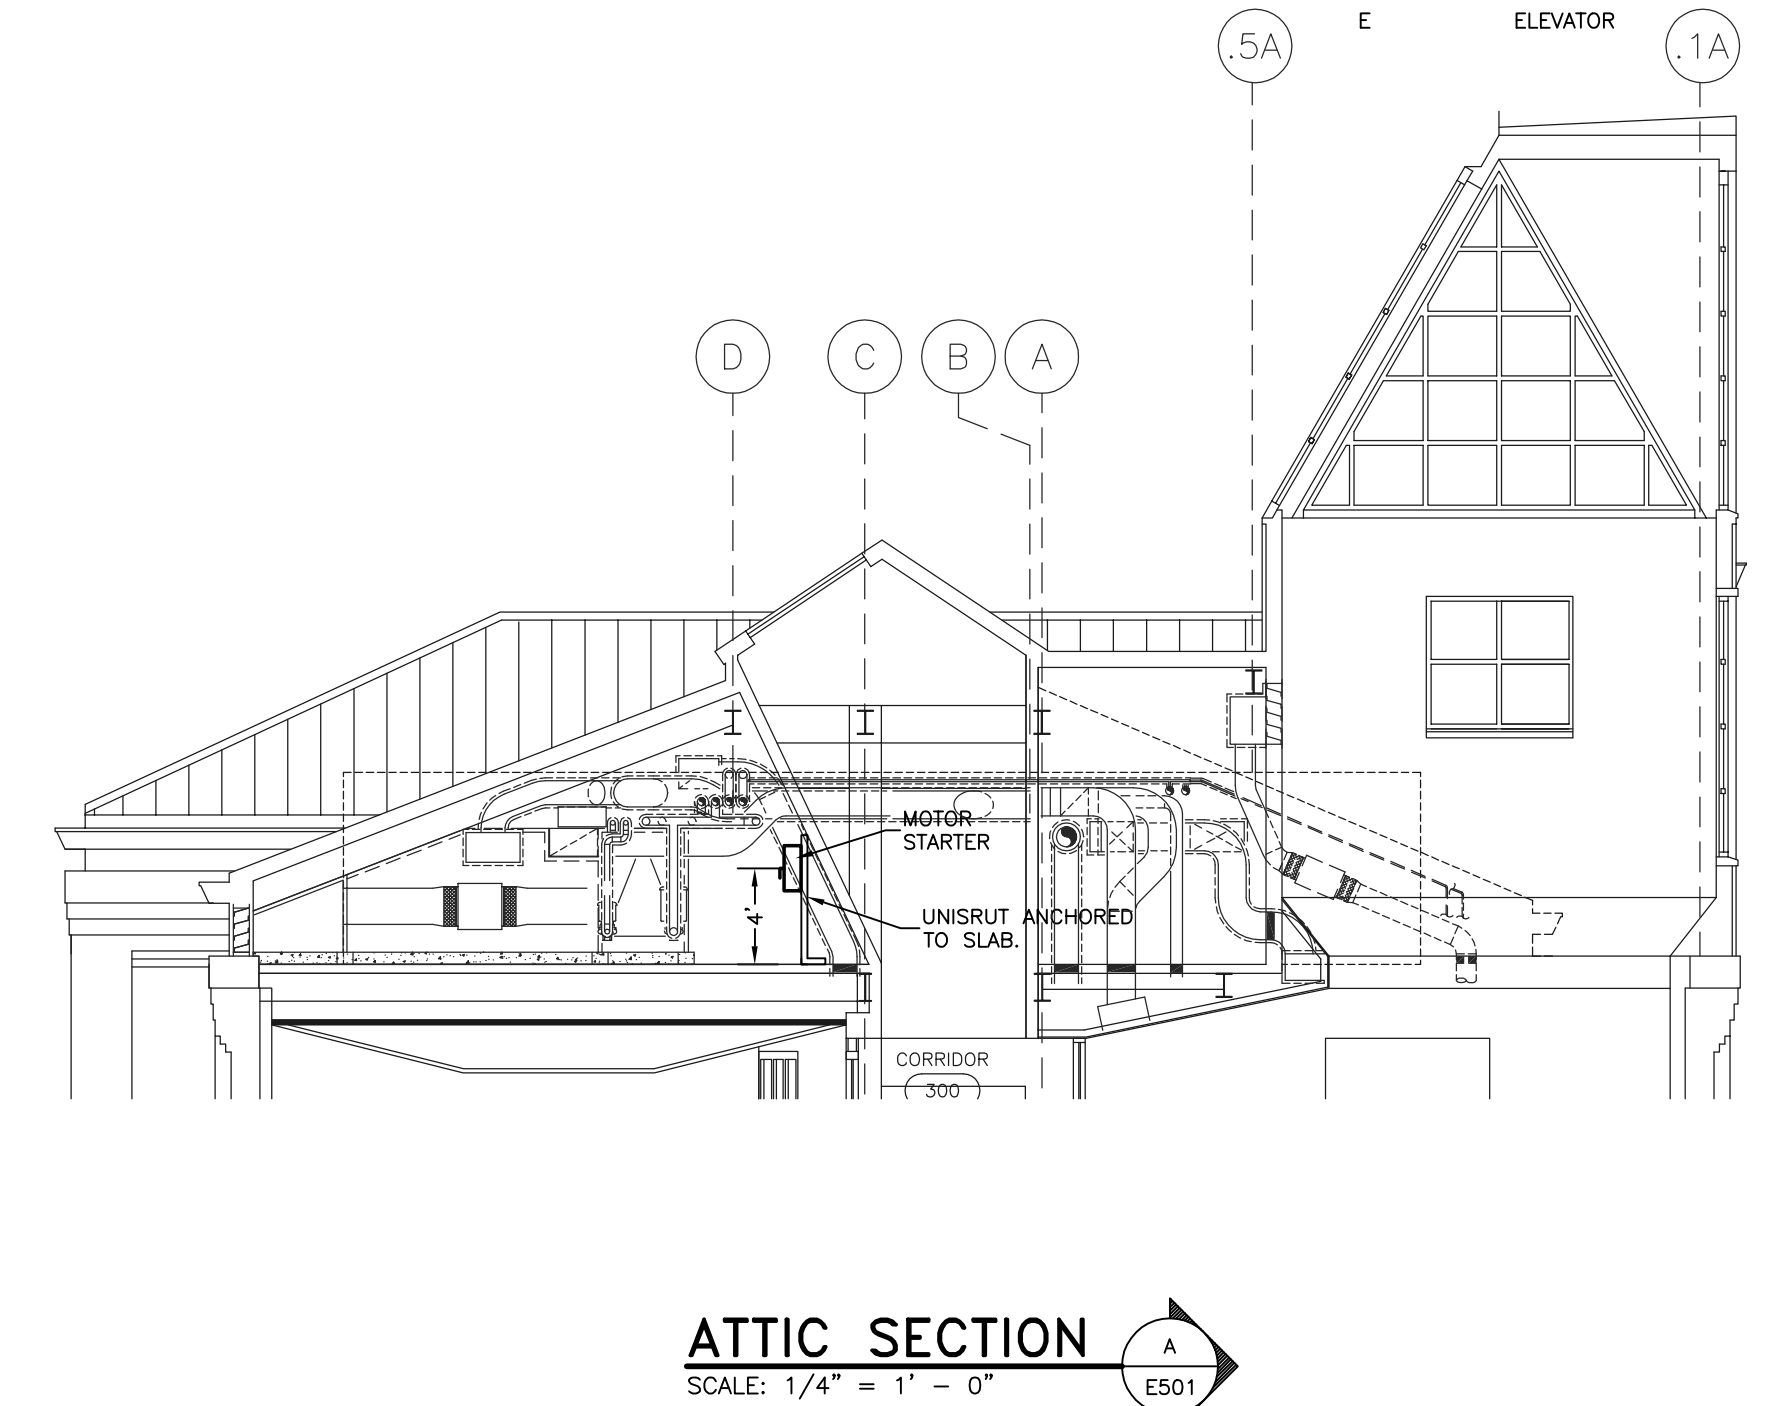 E ELEVATOR
.5A .1A
D C B A
MOTOR
STARTER
4'
UNISRUT ANCHORED
TO SLAB.
CORRIDOR
300
ATTIC SECTION
SCALE: 1/4" = 1' - 0"
A
E501